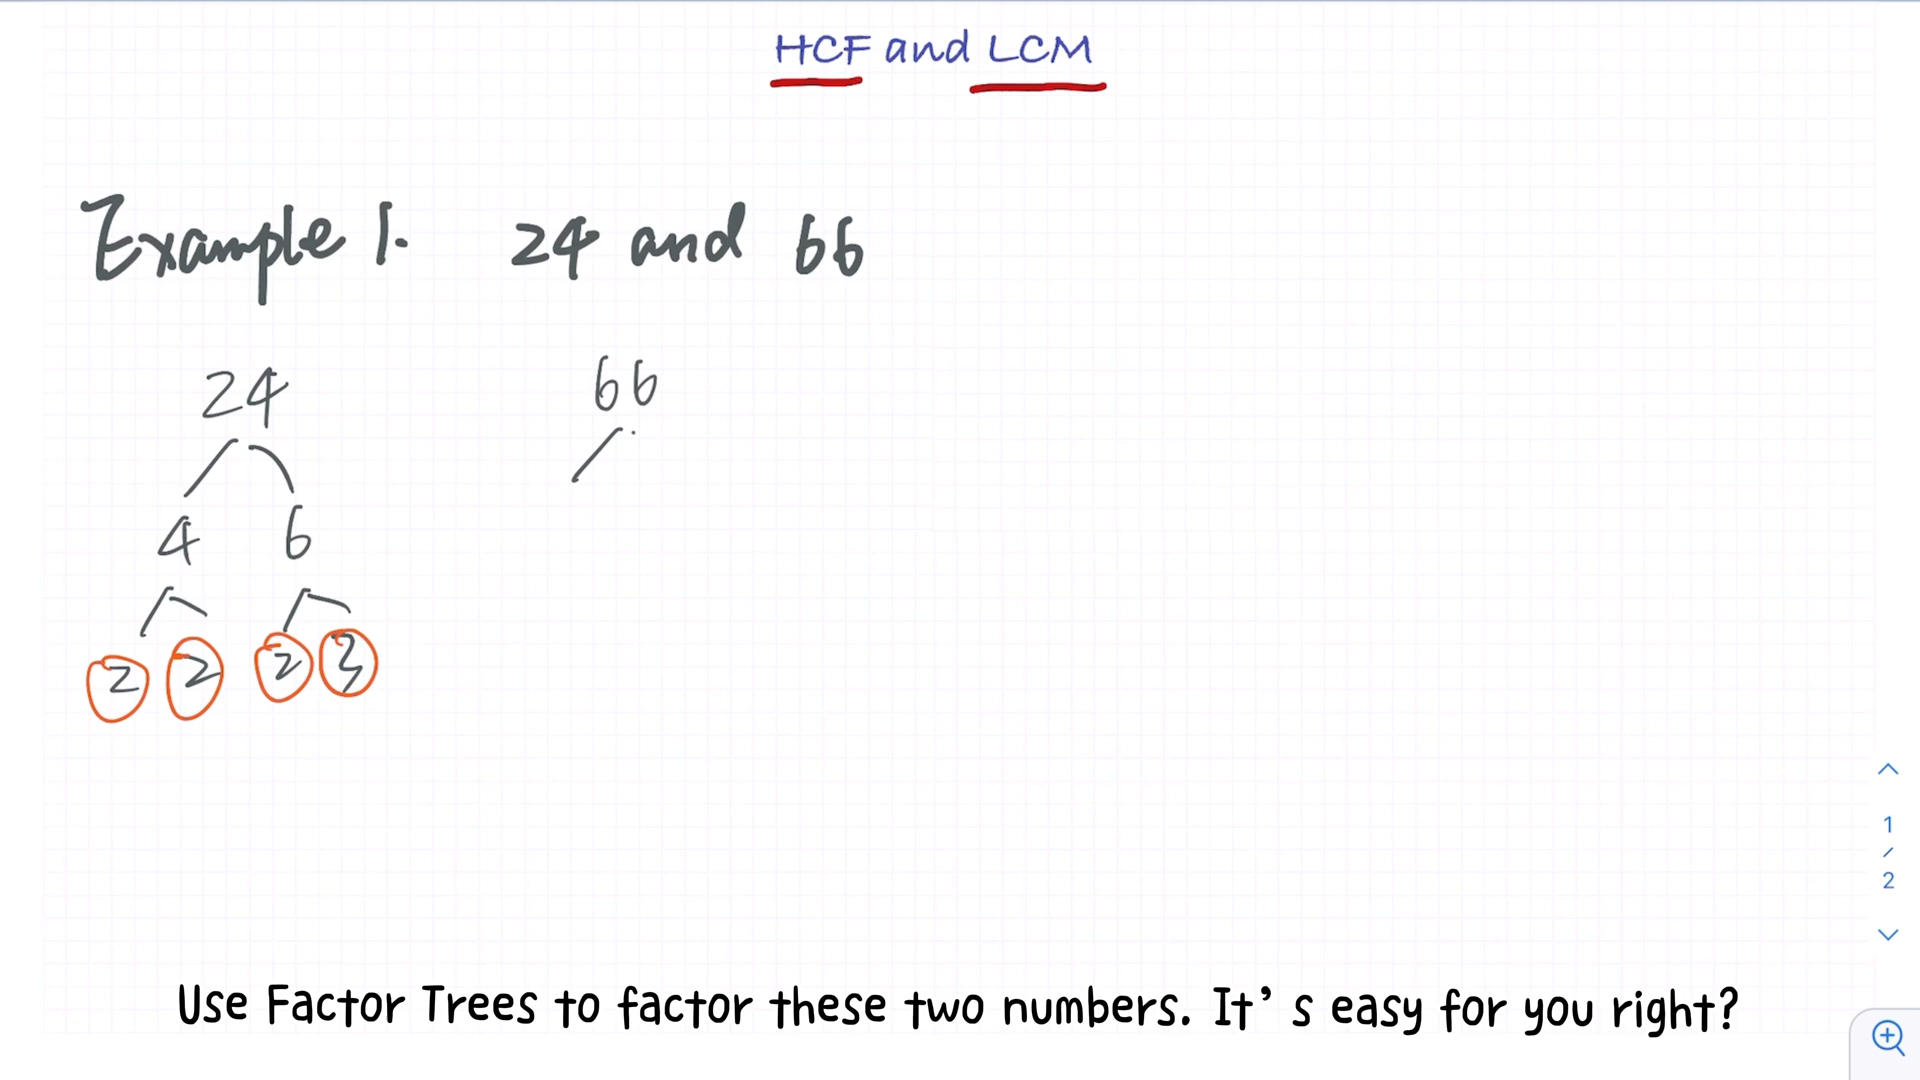 HCF and LCM
Example 1. 24 and 66
24 66
4 6
2 2 2 3
1
/
2
Use Factor Trees to factor these two numbers. It’s easy for you right?